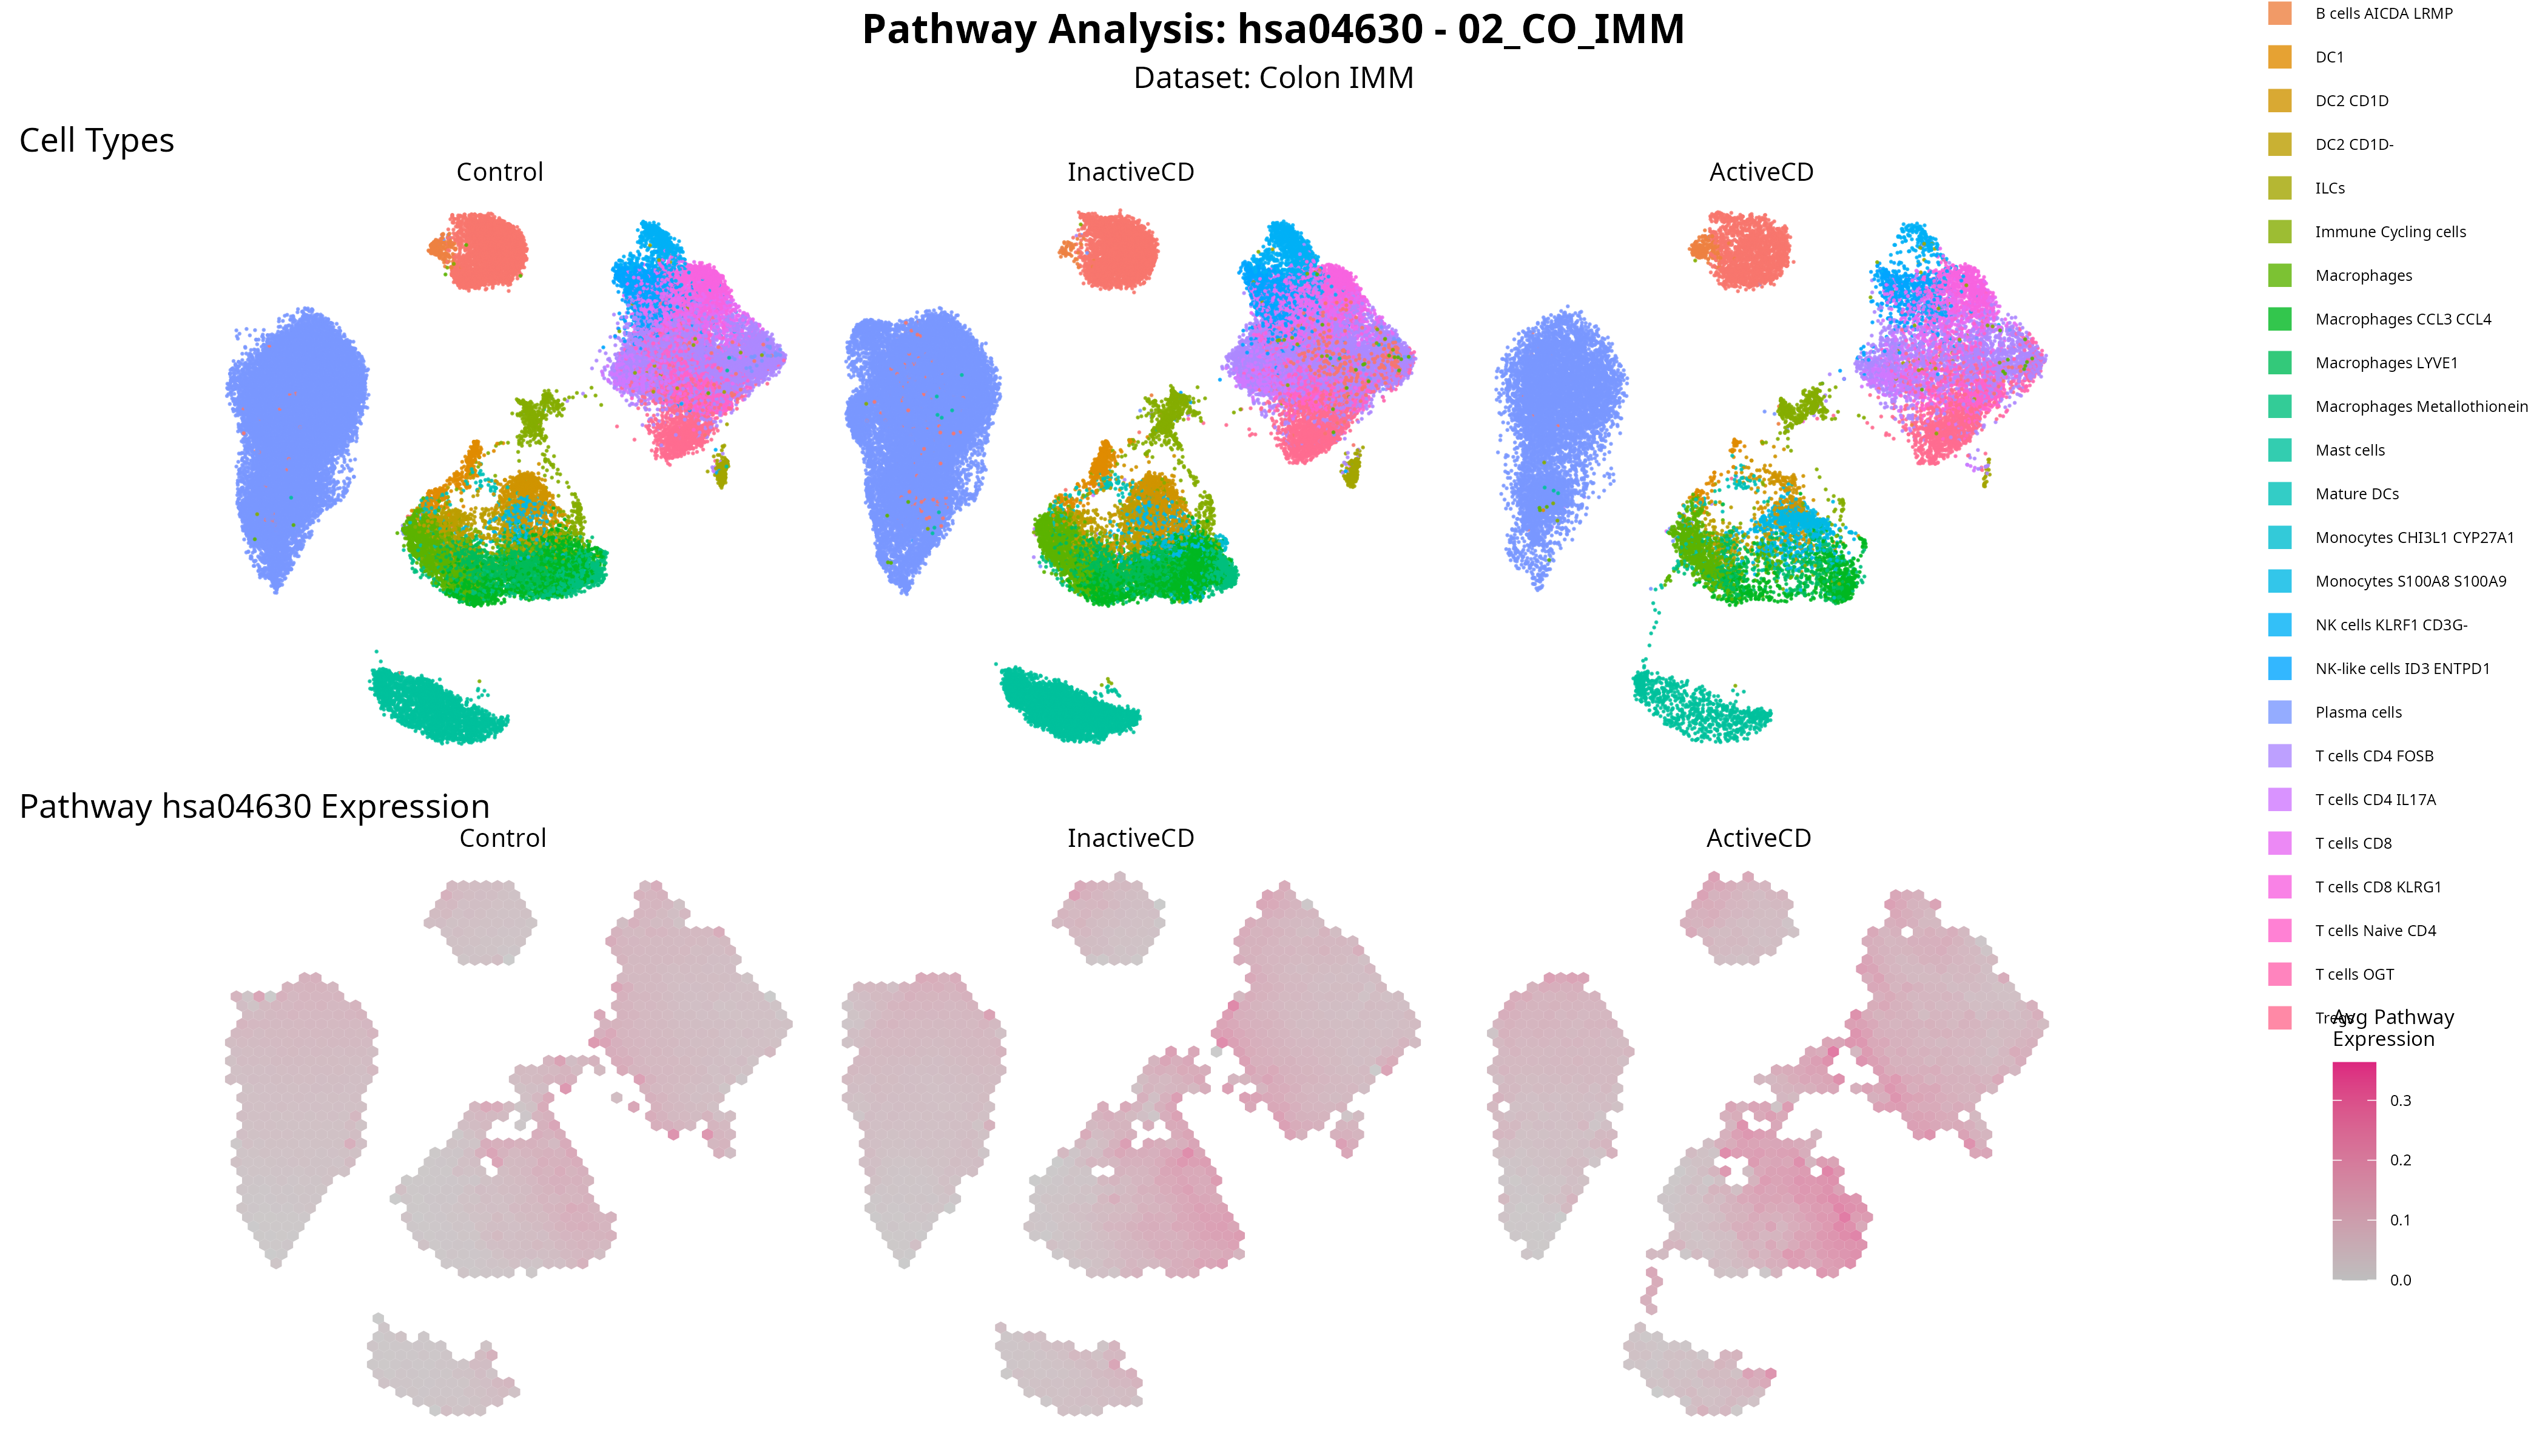 Pathway Analysis: hsa04630 - 02_CO_IMM
Dataset: Colon IMM
Cell Types
Control
InactiveCD
ActiveCD
Pathway hsa04630 Expression
Control
InactiveCD
ActiveCD
B cells AICDA LRMP
DC1
DC2 CD1D
DC2 CD1D-
ILCs
Immune Cycling cells
Macrophages
Macrophages CCL3 CCL4
Macrophages LYVE1
Macrophages Metallothionein
Mast cells
Mature DCs
Monocytes CHI3L1 CYP27A1
Monocytes S100A8 S100A9
NK cells KLRF1 CD3G-
NK-like cells ID3 ENTPD1
Plasma cells
T cells CD4 FOSB
T cells CD4 IL17A
T cells CD8
T cells CD8 KLRG1
T cells Naive CD4
T cells OGT
Tregs
Avg Pathway
Expression
0.3
0.2
0.1
0.0